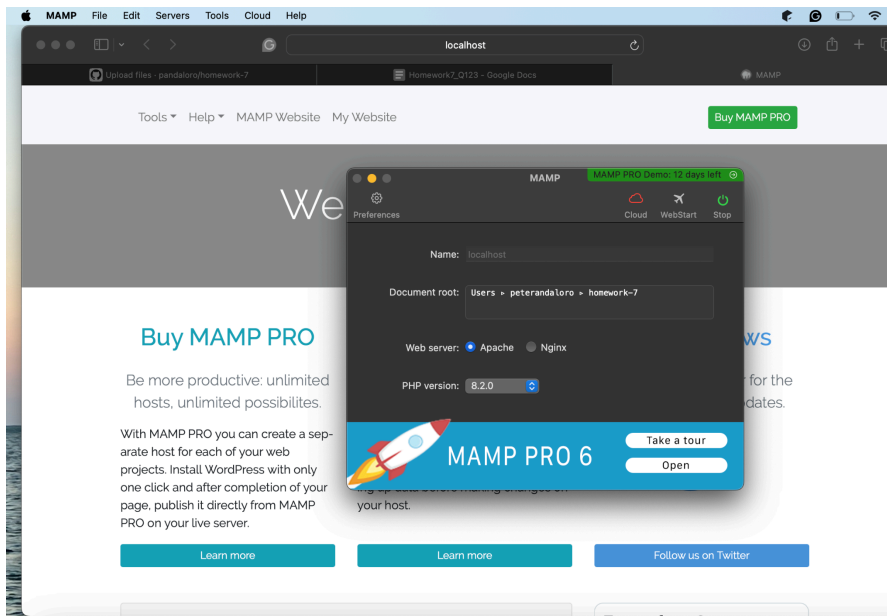 MAMP File Edit Servers Tools Cloud Help
localhost
Upload files - pandaloro/homework-7
Homework7_Q123 - Google Docs
MAMP
Tools Help MAMP Website My Website
Buy MAMP PRO
We
MAMP
MAMP PRO Demo: 12 days left
Preferences
Cloud WebStart Stop
Name: localhost
Document root: Users ▸ peterandaloro ▸ homework-7
Web server: Apache Nginx
PHP version: 8.2.0
MAMP PRO 6
Take a tour
Open
Buy MAMP PRO
Be more productive: unlimited
hosts, unlimited possibilites.
With MAMP PRO you can create a sep-
arate host for each of your web
projects. Install WordPress with only
one click and after completion of your
page, publish it directly from MAMP
PRO on your live server.
Learn more
your host.
Learn more
ws
for the
dates.
Follow us on Twitter